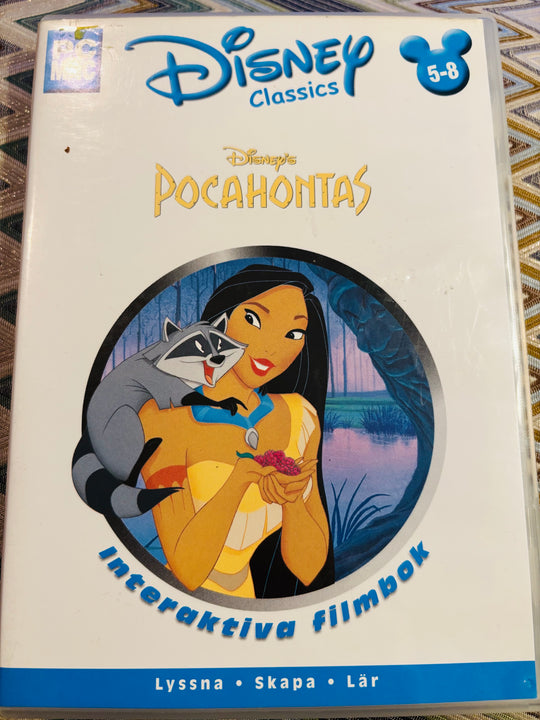 Disney
Classics
5-8
Disney's
POCAHONTAS
Interaktiva filmbok
Lyssna • Skapa • Lär